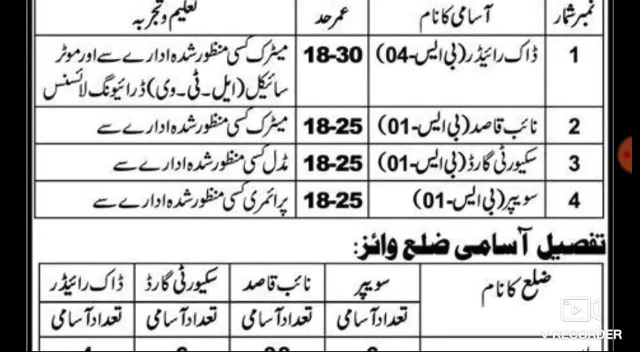 نمبر شمار آسامی کا نام عمر حد تعلیم و تجربہ
1 ڈاک رائیڈر (بی ایس-04) 18-30 میٹرک کسی منظور شدہ ادارے سے اور موٹر
سائیکل (ایل-ٹی-وی) ڈرائیونگ لائسنس
2 نائب قاصد (بی ایس-01) 18-25 میٹرک کسی منظور شدہ ادارے سے
3 سکیورٹی گارڈ (بی ایس-01) 18-25 مڈل کسی منظور شدہ ادارے سے
4 سویپر (بی ایس-01) 18-25 پرائمری کسی منظور شدہ ادارے سے
تفصیل آسامی ضلع وائز:
ضلع کا نام سویپر نائب قاصد سکیورٹی گارڈ ڈاک رائیڈر
تعداد آسامی تعداد آسامی تعداد آسامی تعداد آسامی
V RECORDER